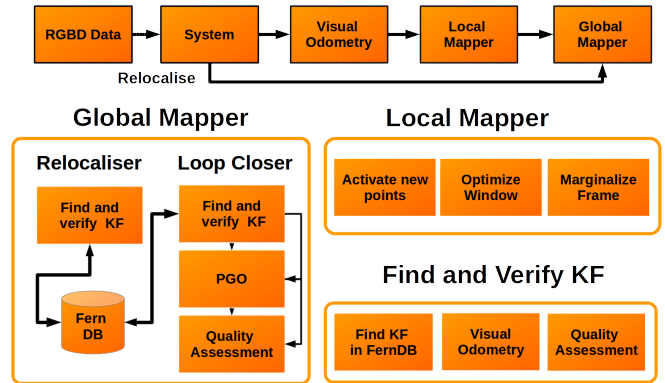 RGBD Data
System
Visual
Odometry
Local
Mapper
Global
Mapper
Relocalise
Global Mapper
Relocaliser
Loop Closer
Find and
verify KF
Find and
verify KF
PGO
Fern
DB
Quality
Assessment
Local Mapper
Activate new
points
Optimize
Window
Marginalize
Frame
Find and Verify KF
Find KF
in FernDB
Visual
Odometry
Quality
Assessment